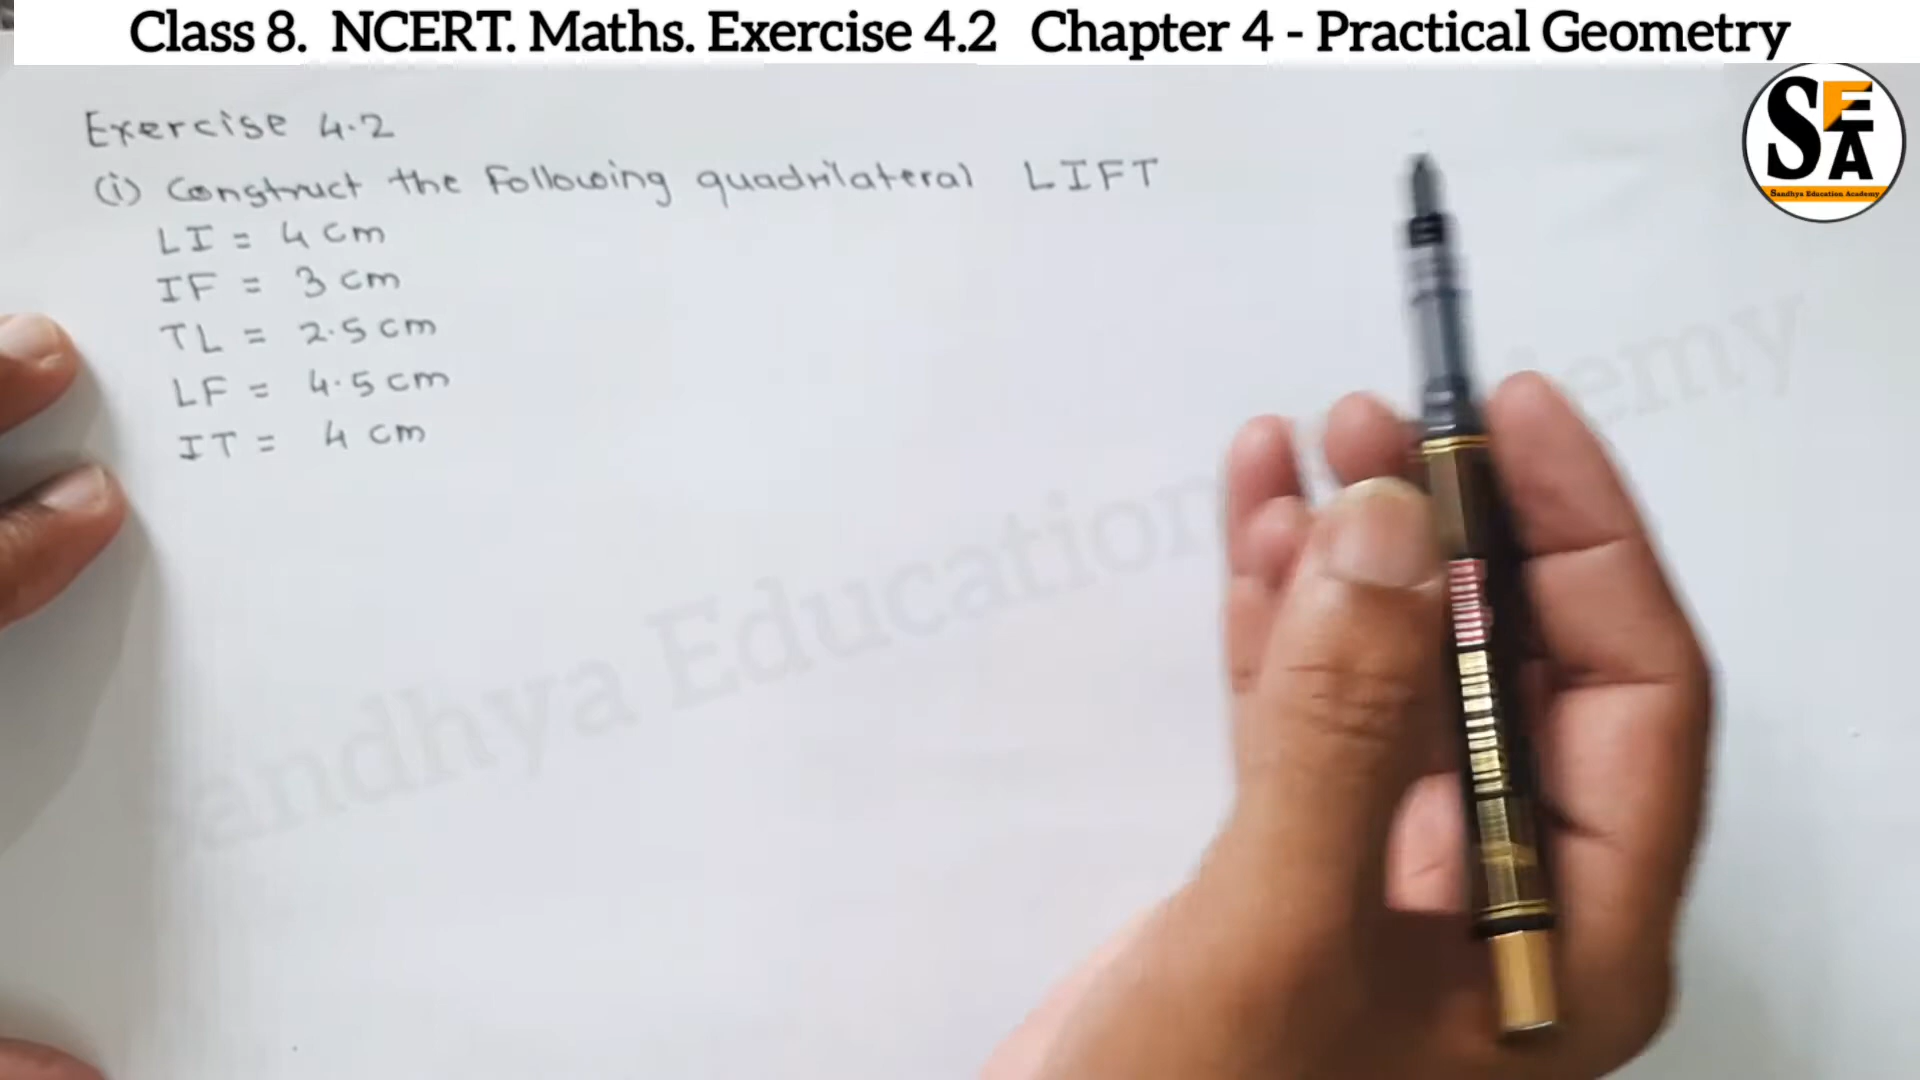 Class 8. NCERT. Maths. Exercise 4.2 Chapter 4 - Practical Geometry
SEA
Sandhya Education Academy
Exercise 4.2
(i) Construct the following quadrilateral LIFT
LI = 4 cm
IF = 3 cm
TL = 2.5 cm
LF = 4.5 cm
IT = 4 cm
Sandhya Education